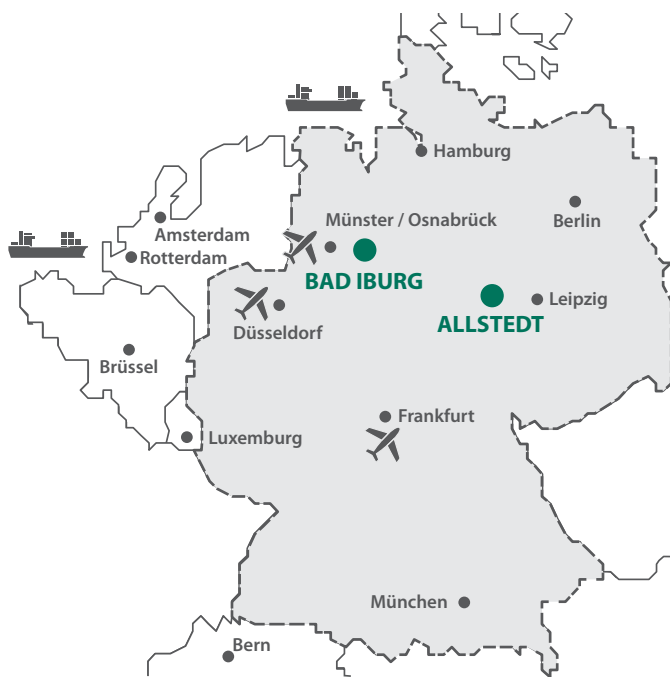 Hamburg
Berlin
Münster / Osnabrück
Amsterdam
Rotterdam
BAD IBURG
ALLSTEDT
Leipzig
Düsseldorf
Brüssel
Frankfurt
Luxemburg
München
Bern